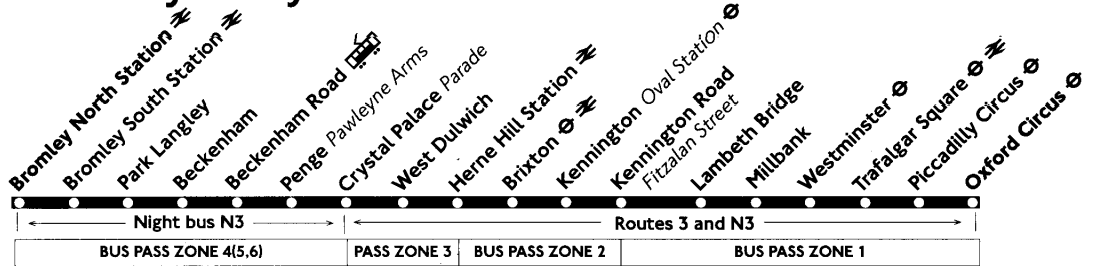 Bromley North Station
Bromley South Station
Park Langley
Beckenham
Beckenham Road
Penge Pawleyne Arms
Crystal Palace Parade
West Dulwich
Herne Hill Station
Brixton
Kennington Oval Station
Kennington Road
Fitzalan Street
Lambeth Bridge
Millbank
Westminster
Trafalgar Square
Piccadilly Circus
Oxford Circus
Night bus N3
Routes 3 and N3
BUS PASS ZONE 4(5,6)
PASS ZONE 3
BUS PASS ZONE 2
BUS PASS ZONE 1